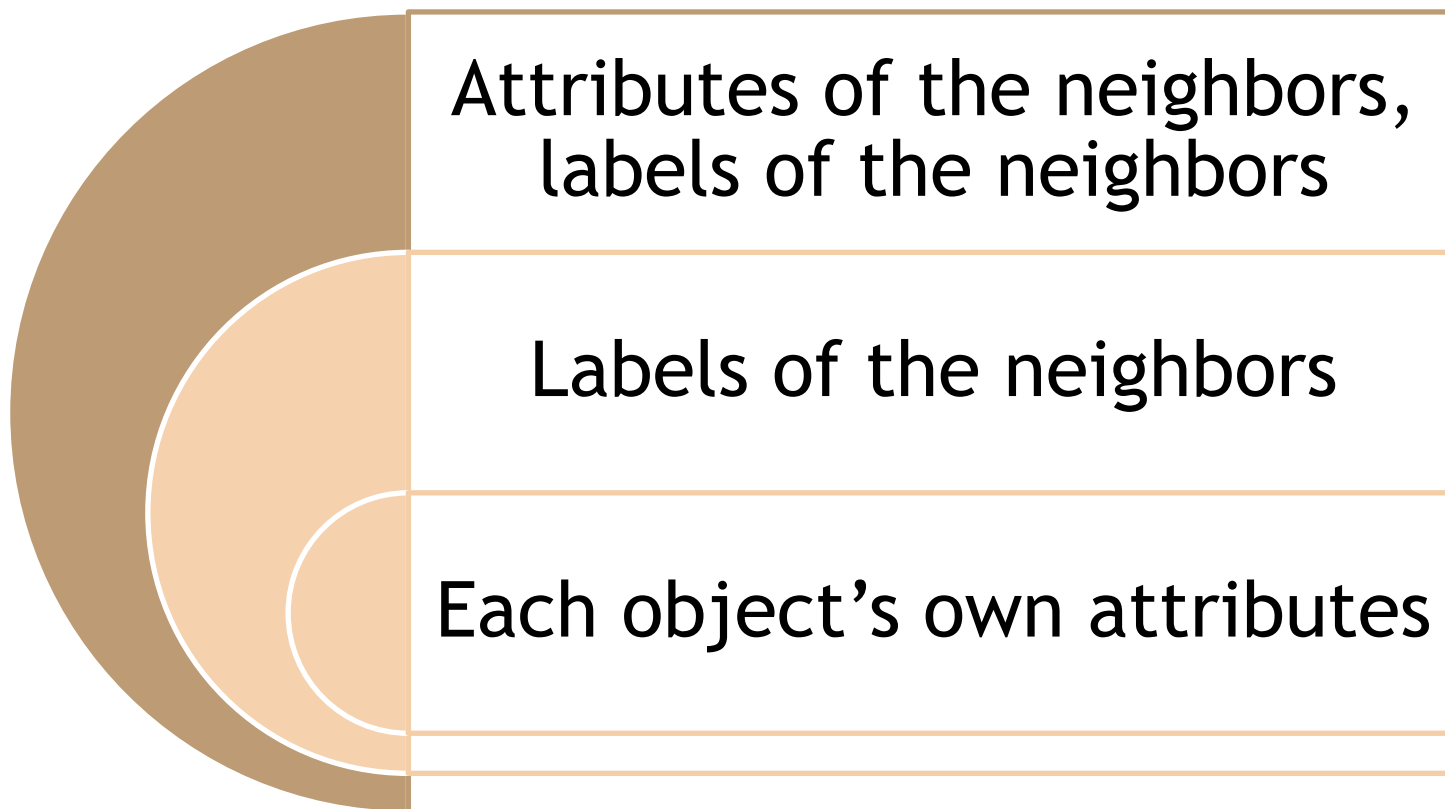 Attributes of the neighbors,
labels of the neighbors
Labels of the neighbors
Each object’s own attributes